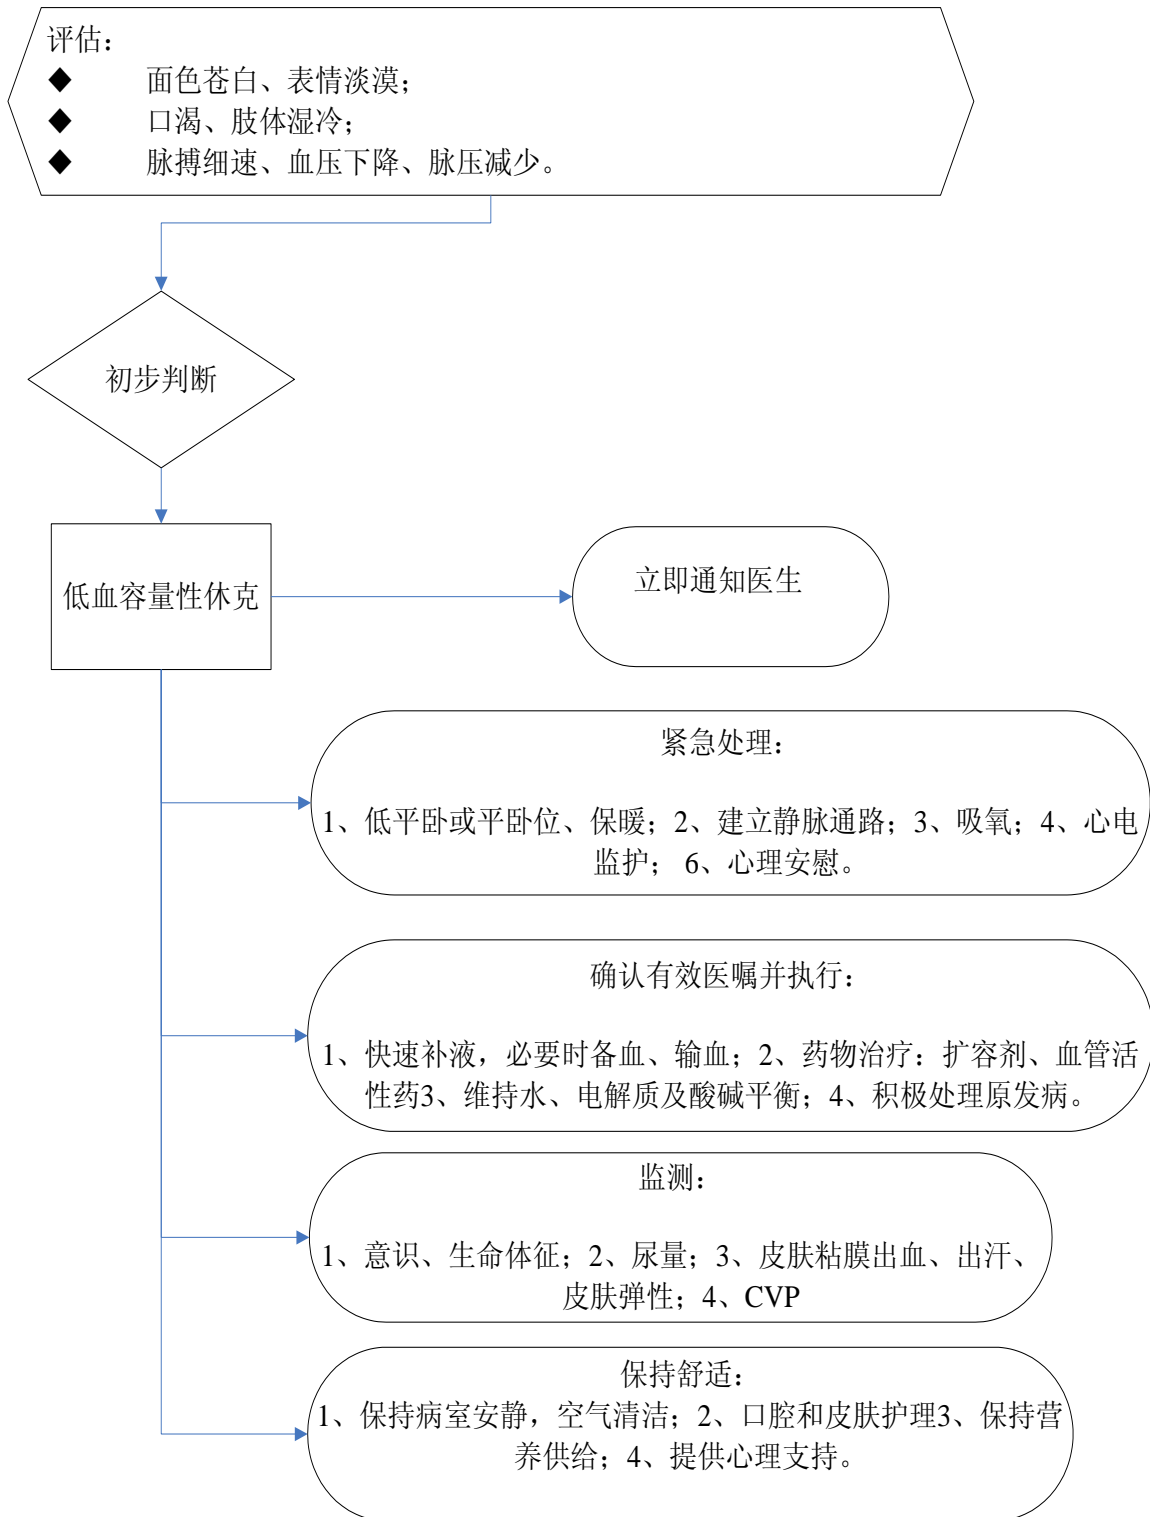 评估：
◆ 面色苍白、表情淡漠；
◆ 口渴、肢体湿冷；
◆ 脉搏细速、血压下降、脉压减少。
初步判断
低血容量性休克
立即通知医生
紧急处理：
1、低平卧或平卧位、保暖；2、建立静脉通路；3、吸氧；4、心电
监护； 6、心理安慰。
确认有效医嘱并执行：
1、快速补液，必要时备血、输血；2、药物治疗：扩容剂、血管活
性药3、维持水、电解质及酸碱平衡；4、积极处理原发病。
监测：
1、意识、生命体征；2、尿量；3、皮肤粘膜出血、出汗、
皮肤弹性；4、CVP
保持舒适：
1、保持病室安静，空气清洁；2、口腔和皮肤护理3、保持营
养供给；4、提供心理支持。